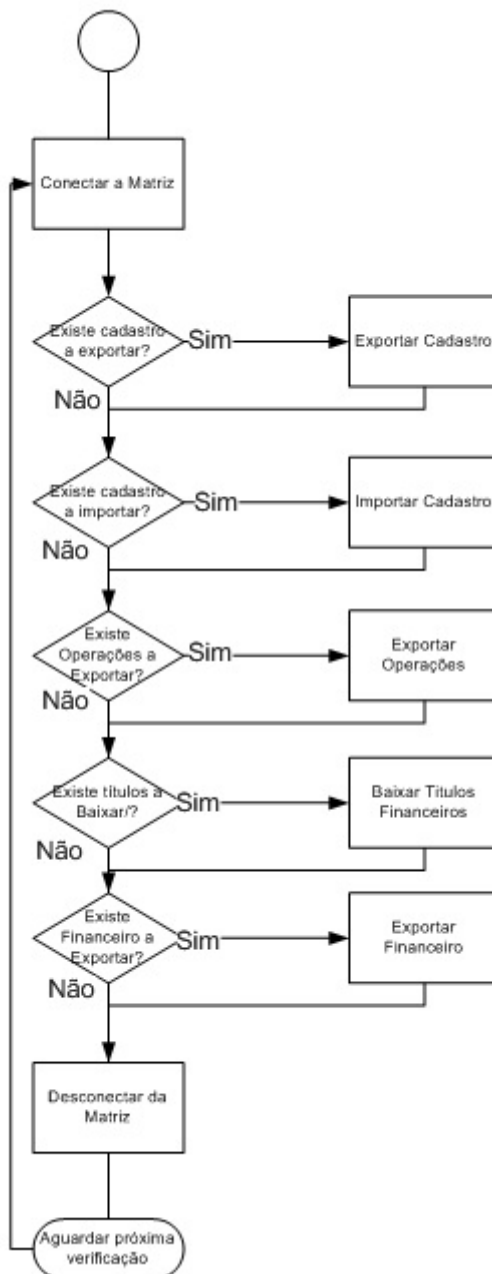 Conectar a Matriz
Existe cadastro
a exportar?
Sim
Exportar Cadastro
Não
Existe cadastro
a importar?
Sim
Importar Cadastro
Não
Existe
Operações a
Exportar?
Sim
Exportar
Operações
Não
Existe títulos a
Baixar/?
Sim
Baixar Titulos
Financeiros
Não
Existe
Financeiro a
Exportar?
Sim
Exportar
Financeiro
Não
Desconectar da
Matriz
Aguardar próxima
verificação